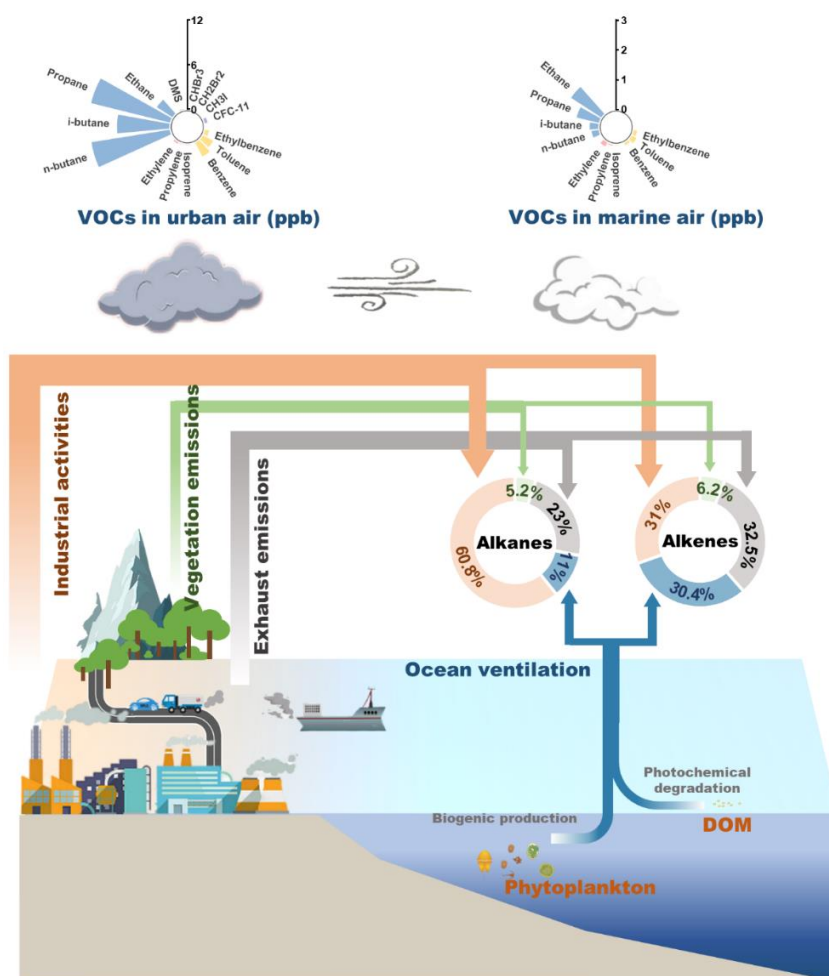 12
6
0
Propane
Ethane
DMS
CHBr3
CH2Br2
CH3I
CFC-11
i-butane
n-butane
Ethylene
Propylene
Isoprene
Benzene
Toluene
Ethylbenzene
VOCs in urban air (ppb)
3
2
1
0
Ethane
Propane
i-butane
n-butane
Ethylene
Propylene
Isoprene
Benzene
Toluene
Ethylbenzene
VOCs in marine air (ppb)
Industrial activities
Vegetation emissions
Exhaust emissions
5.2%
23%
11%
60.8%
Alkanes
6.2%
32.5%
30.4%
31%
Alkenes
Ocean ventilation
Photochemical
degradation
DOM
Biogenic production
Phytoplankton